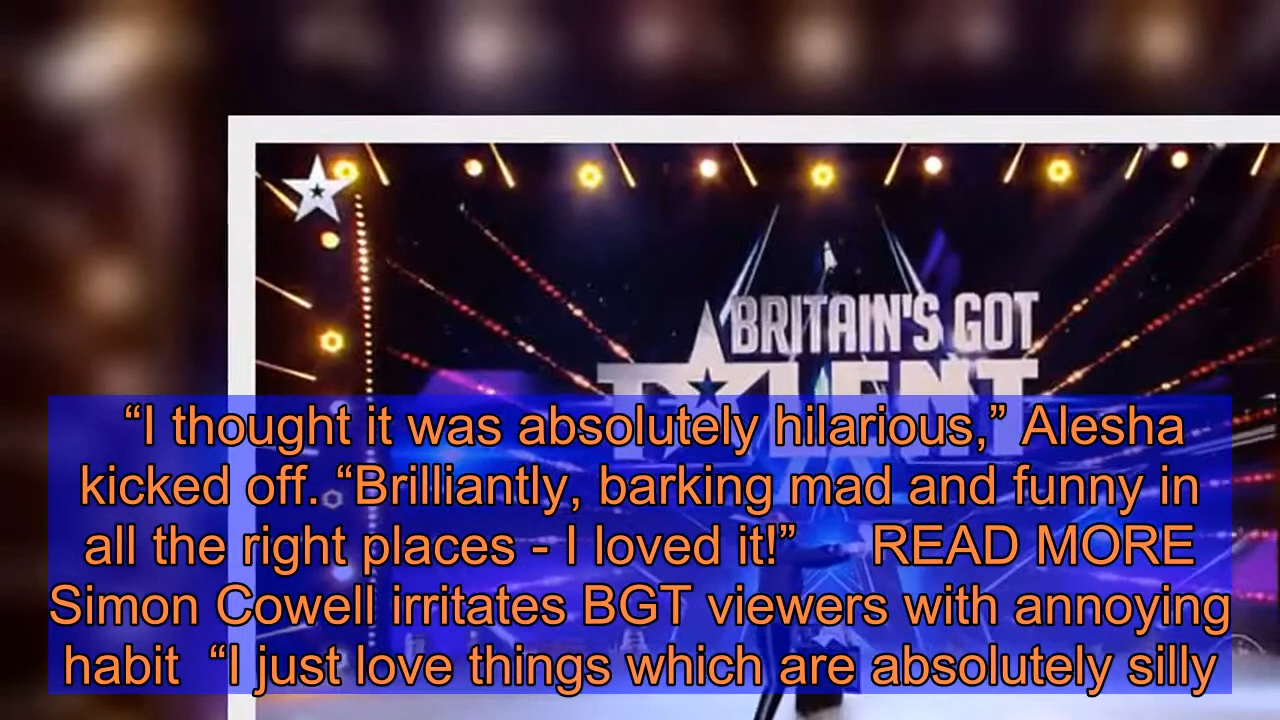 BRITAIN'S GOT
TALENT
“I thought it was absolutely hilarious,” Alesha
kicked off. “Brilliantly, barking mad and funny in
all the right places - I loved it!” READ MORE
Simon Cowell irritates BGT viewers with annoying
habit “I just love things which are absolutely silly